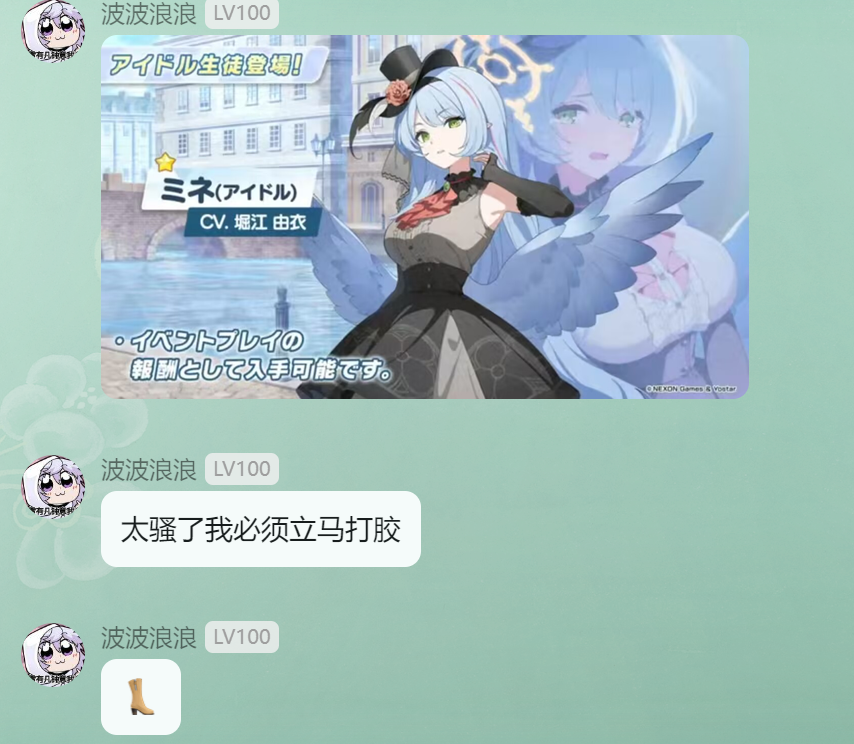 波波浪浪 LV100
アイドル生徒登場!
ミネ(アイドル)
CV. 堀江 由衣
・イベントプレイの
報酬として入手可能です。
© NEXON Games & Yostar
波波浪浪 LV100
太骚了我必须立马打胶
波波浪浪 LV100